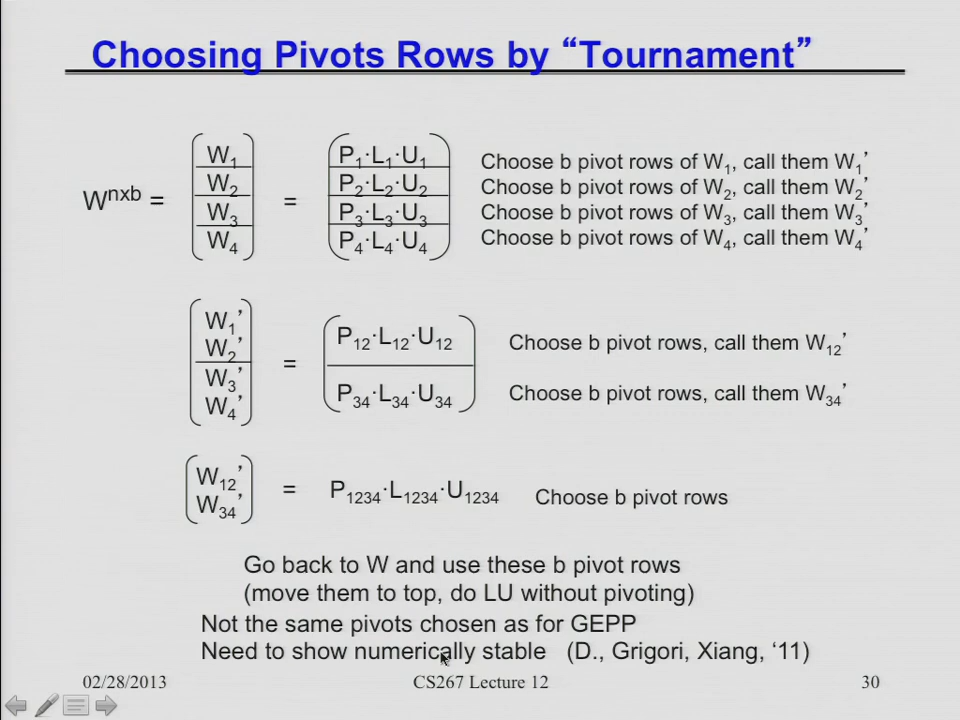 Choosing Pivots Rows by “Tournament”
Wⁿˣᵇ =
W₁
W₂
W₃
W₄
=
P₁·L₁·U₁
P₂·L₂·U₂
P₃·L₃·U₃
P₄·L₄·U₄
Choose b pivot rows of W₁, call them W₁’
Choose b pivot rows of W₂, call them W₂’
Choose b pivot rows of W₃, call them W₃’
Choose b pivot rows of W₄, call them W₄’
W₁’
W₂’
W₃’
W₄’
=
P₁₂·L₁₂·U₁₂
P₃₄·L₃₄·U₃₄
Choose b pivot rows, call them W₁₂’
Choose b pivot rows, call them W₃₄’
W₁₂’
W₃₄’
=
P₁₂₃₄·L₁₂₃₄·U₁₂₃₄
Choose b pivot rows
Go back to W and use these b pivot rows
(move them to top, do LU without pivoting)
Not the same pivots chosen as for GEPP
Need to show numerically stable (D., Grigori, Xiang, ‘11)
02/28/2013
CS267 Lecture 12
30